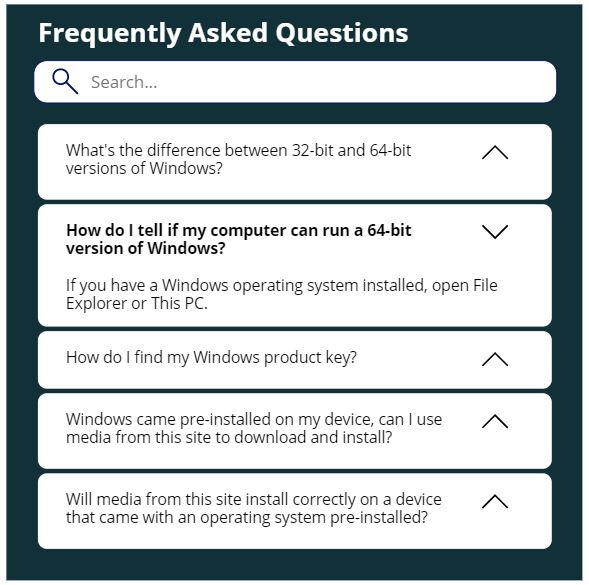 Frequently Asked Questions
Search...
What's the difference between 32-bit and 64-bit
versions of Windows?
How do I tell if my computer can run a 64-bit
version of Windows?
If you have a Windows operating system installed, open File
Explorer or This PC.
How do I find my Windows product key?
Windows came pre-installed on my device, can I use
media from this site to download and install?
Will media from this site install correctly on a device
that came with an operating system pre-installed?